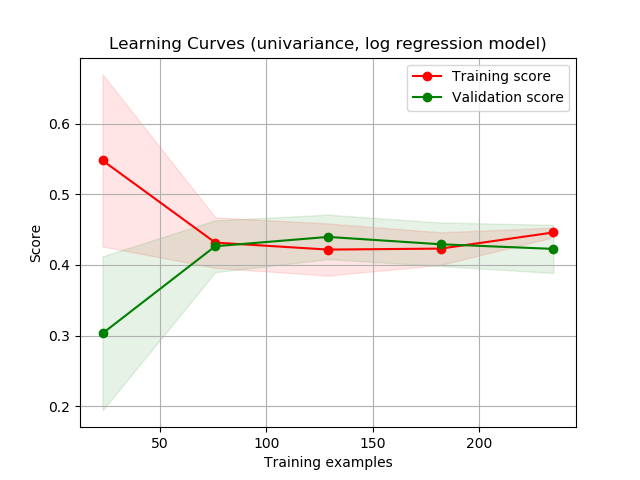 Learning Curves (univariance, log regression model)
Training score
Validation score
Score
0.6
0.5
0.4
0.3
0.2
50
100
150
200
Training examples